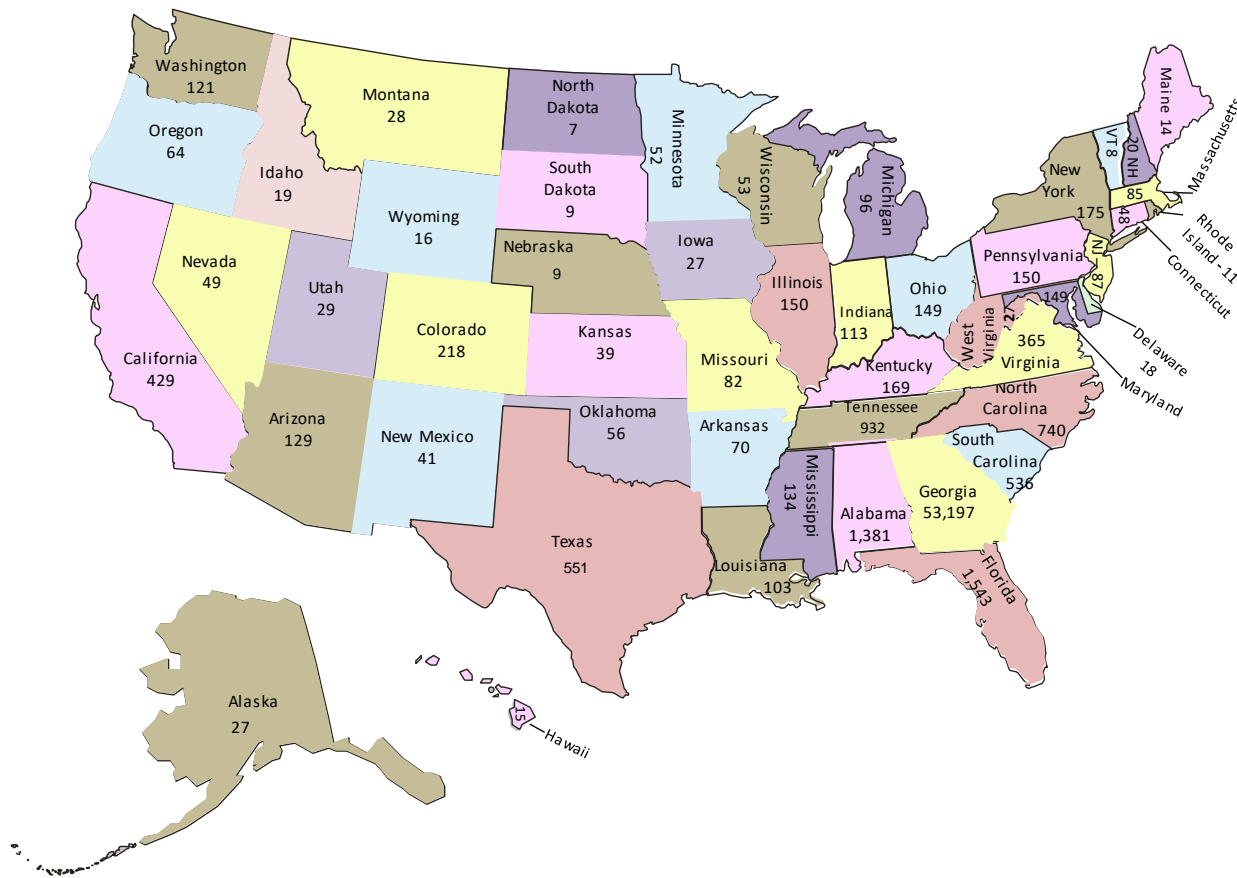 Washington
121
Oregon
64
Idaho
19
Montana
28
North
Dakota
7
South
Dakota
9
Minnesota
52
Wisconsin
53
Michigan
96
Wyoming
16
Nebraska
9
Iowa
27
Nevada
49
Utah
29
Colorado
218
Kansas
39
Missouri
82
Illinois
150
Indiana
113
Ohio
149
California
429
Arizona
129
New Mexico
41
Oklahoma
56
Arkansas
70
Texas
551
Louisiana
103
Mississippi
134
Alabama
1,381
Georgia
53,197
Florida
1,543
South
Carolina
536
North
Carolina
740
Tennessee
932
Kentucky
169
West
Virginia
27
365
Virginia
Pennsylvania
150
New
York
175
VT 8
20 NH
Maine 14
85
Massachusetts
48
Rhode
Island - 11
Connecticut
NJ
87
149
Delaware
18
Maryland
Alaska
27
15
Hawaii